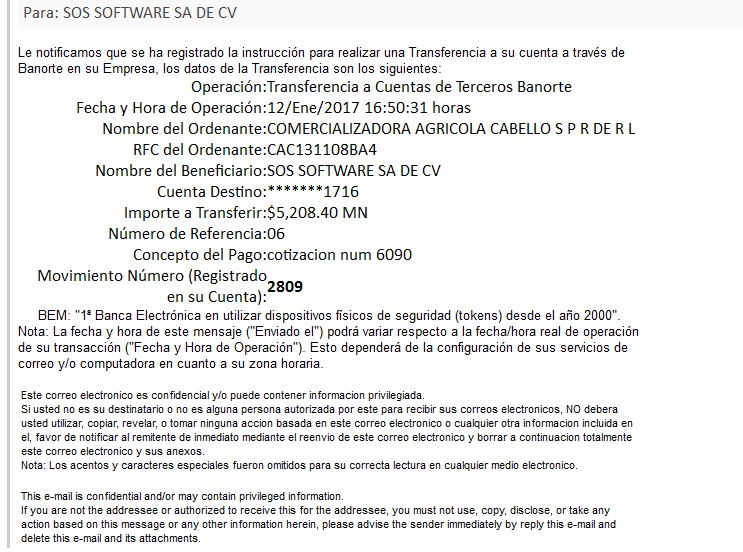 Para: SOS SOFTWARE SA DE CV
Le notificamos que se ha registrado la instrucción para realizar una Transferencia a su cuenta a través de
Banorte en su Empresa, los datos de la Transferencia son los siguientes:
Operación:Transferencia a Cuentas de Terceros Banorte
Fecha y Hora de Operación:12/Ene/2017 16:50:31 horas
Nombre del Ordenante:COMERCIALIZADORA AGRICOLA CABELLO S P R DE R L
RFC del Ordenante:CAC131108BA4
Nombre del Beneficiario:SOS SOFTWARE SA DE CV
Cuenta Destino:*******1716
Importe a Transferir:$5,208.40 MN
Número de Referencia:06
Concepto del Pago:cotizacion num 6090
Movimiento Número (Registrado
en su Cuenta):2809
BEM: "1ª Banca Electrónica en utilizar dispositivos físicos de seguridad (tokens) desde el año 2000".
Nota: La fecha y hora de este mensaje ("Enviado el") podrá variar respecto a la fecha/hora real de operación
de su transacción ("Fecha y Hora de Operación"). Esto dependerá de la configuración de sus servicios de
correo y/o computadora en cuanto a su zona horaria.
Este correo electronico es confidencial y/o puede contener informacion privilegiada.
Si usted no es su destinatario o no es alguna persona autorizada por este para recibir sus correos electronicos, NO debera
usted utilizar, copiar, revelar, o tomar ninguna accion basada en este correo electronico o cualquier otra informacion incluida en
el, favor de notificar al remitente de inmediato mediante el reenvio de este correo electronico y borrar a continuacion totalmente
este correo electronico y sus anexos.
Nota: Los acentos y caracteres especiales fueron omitidos para su correcta lectura en cualquier medio electronico.
This e-mail is confidential and/or may contain privileged information.
If you are not the addressee or authorized to receive this for the addressee, you must not use, copy, disclose, or take any
action based on this message or any other information herein, please advise the sender immediately by reply this e-mail and
delete this e-mail and its attachments.